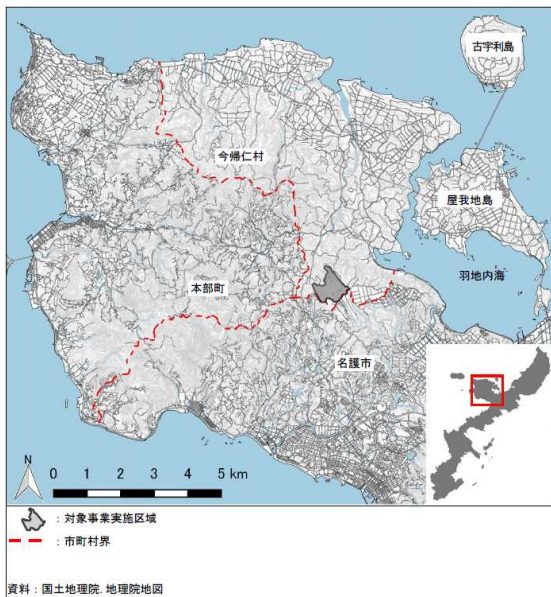 古宇利島
今帰仁村
屋我地島
羽地内海
本部町
名護市
N
0 1 2 3 4 5 km
：対象事業実施区域
：市町村界
資料：国土地理院. 地理院地図